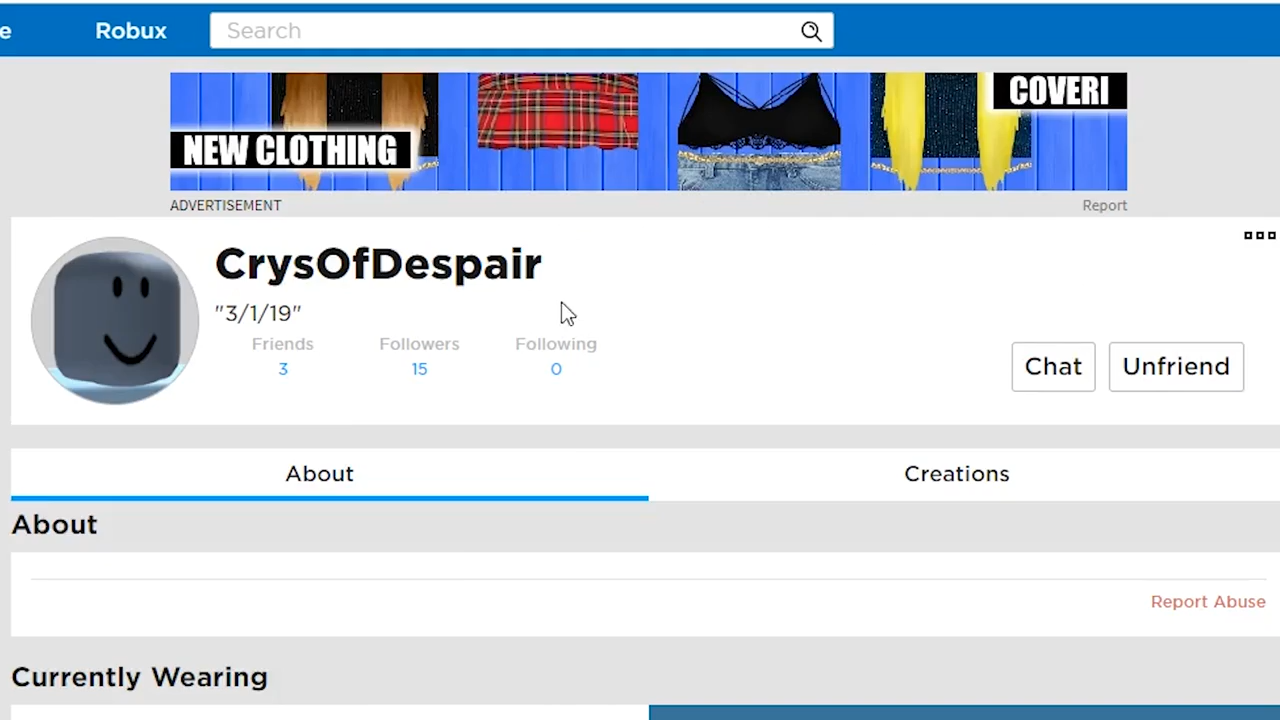 e Robux Search
COVERI
NEW CLOTHING
ADVERTISEMENT Report
CrysOfDespair
"3/1/19"
Friends Followers Following
3 15 0
Chat Unfriend
About Creations
About
Report Abuse
Currently Wearing